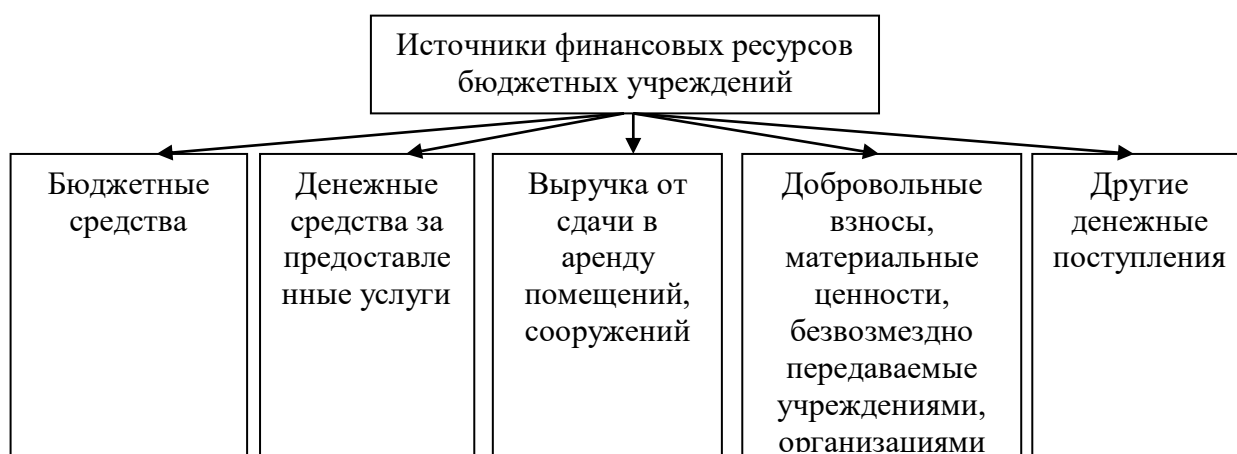 Источники финансовых ресурсов
бюджетных учреждений
Бюджетные
средства
Денежные
средства за
предоставле
нные услуги
Выручка от
сдачи в
аренду
помещений,
сооружений
Добровольные
взносы,
материальные
ценности,
безвозмездно
передаваемые
учреждениями,
организациями
Другие
денежные
поступления